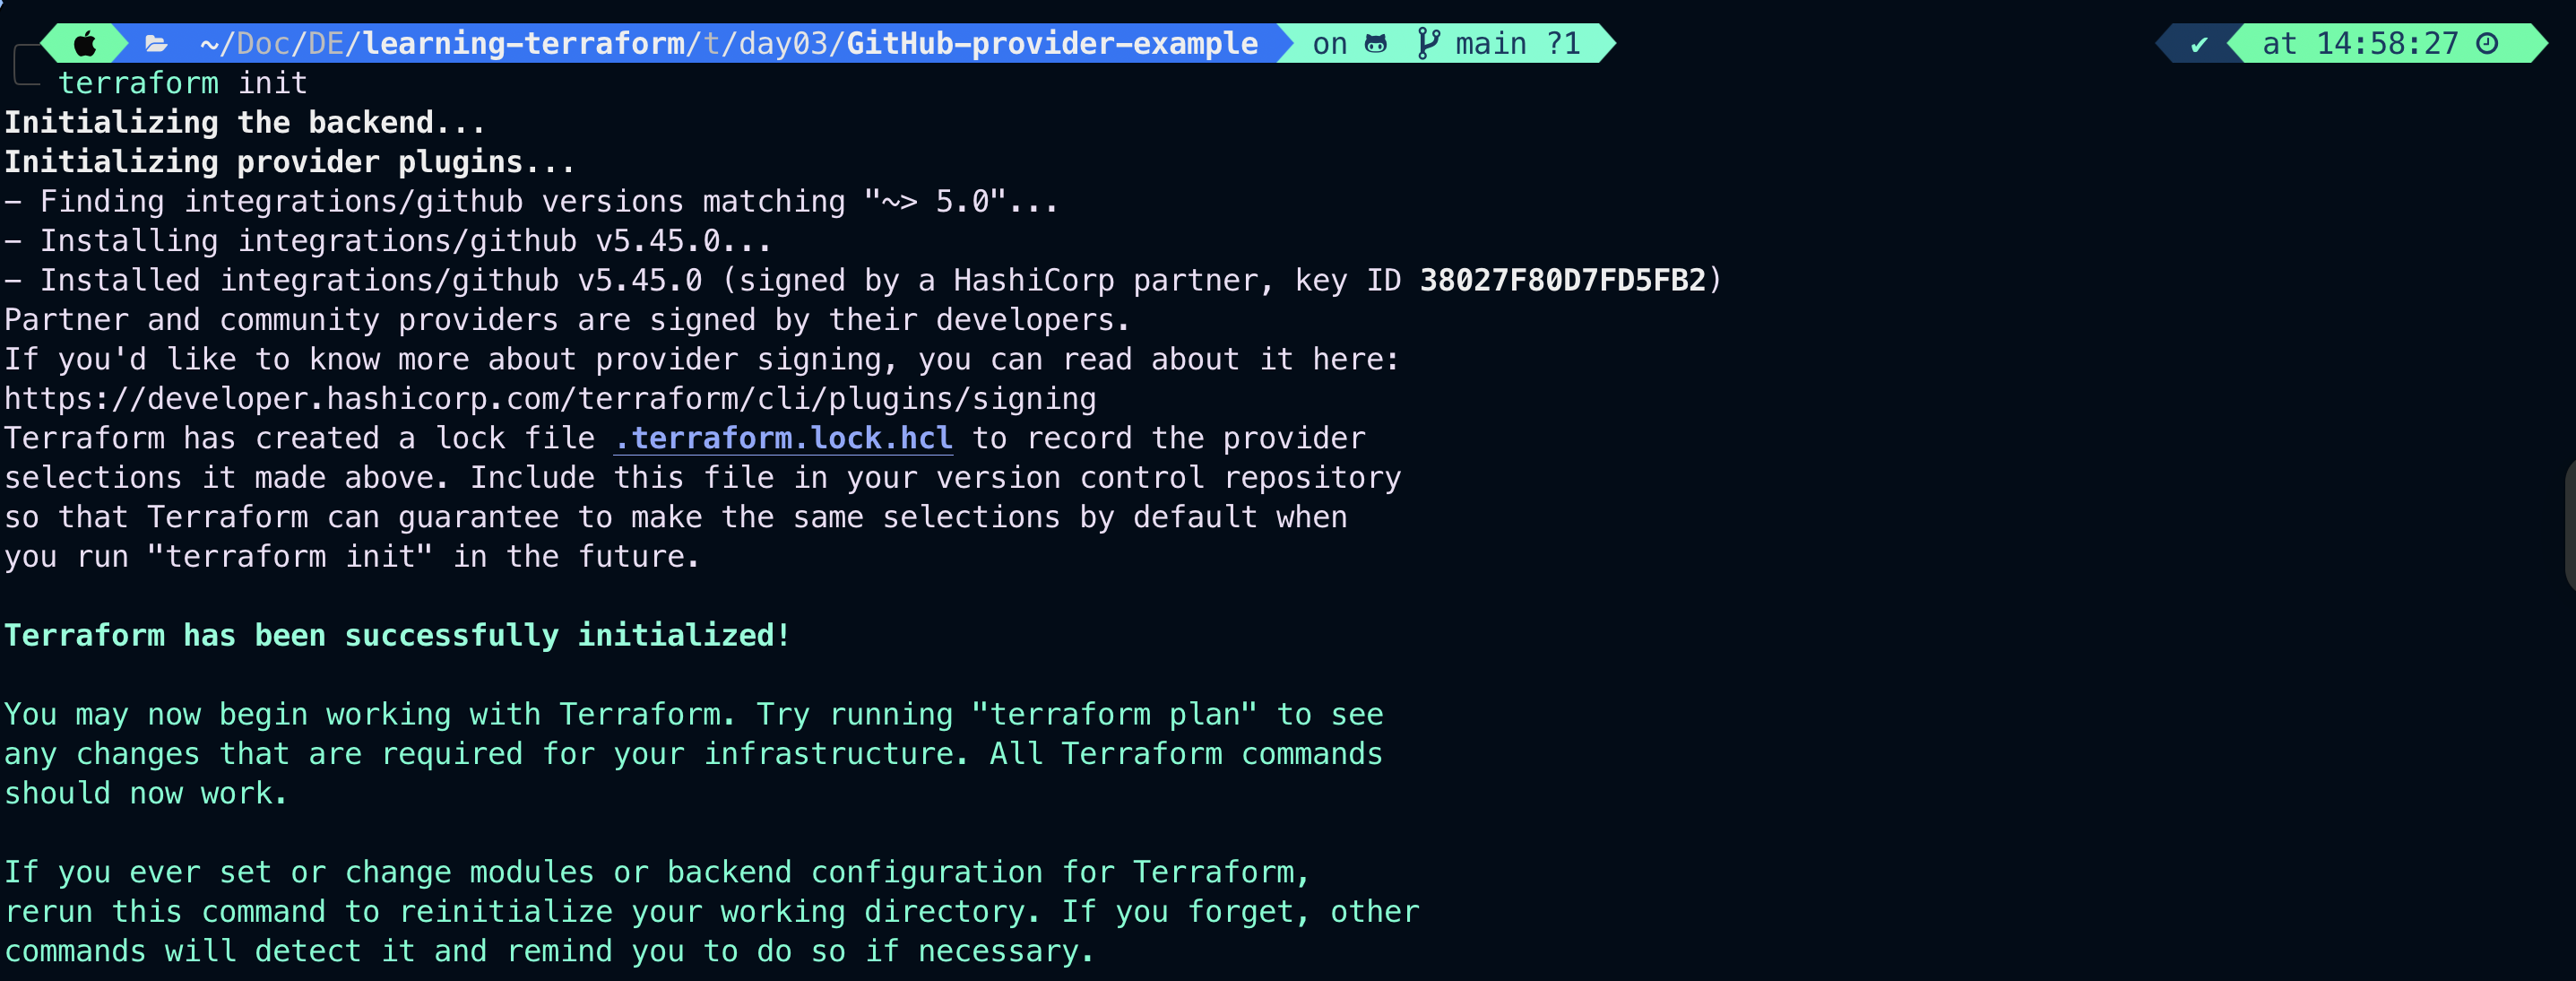 ~/Doc/DE/learning-terraform/t/day03/GitHub-provider-example on main ?1 ✔ at 14:58:27
terraform init
Initializing the backend...
Initializing provider plugins...
- Finding integrations/github versions matching "~> 5.0"...
- Installing integrations/github v5.45.0...
- Installed integrations/github v5.45.0 (signed by a HashiCorp partner, key ID 38027F80D7FD5FB2)
Partner and community providers are signed by their developers.
If you'd like to know more about provider signing, you can read about it here:
https://developer.hashicorp.com/terraform/cli/plugins/signing
Terraform has created a lock file .terraform.lock.hcl to record the provider
selections it made above. Include this file in your version control repository
so that Terraform can guarantee to make the same selections by default when
you run "terraform init" in the future.
Terraform has been successfully initialized!
You may now begin working with Terraform. Try running "terraform plan" to see
any changes that are required for your infrastructure. All Terraform commands
should now work.
If you ever set or change modules or backend configuration for Terraform,
rerun this command to reinitialize your working directory. If you forget, other
commands will detect it and remind you to do so if necessary.